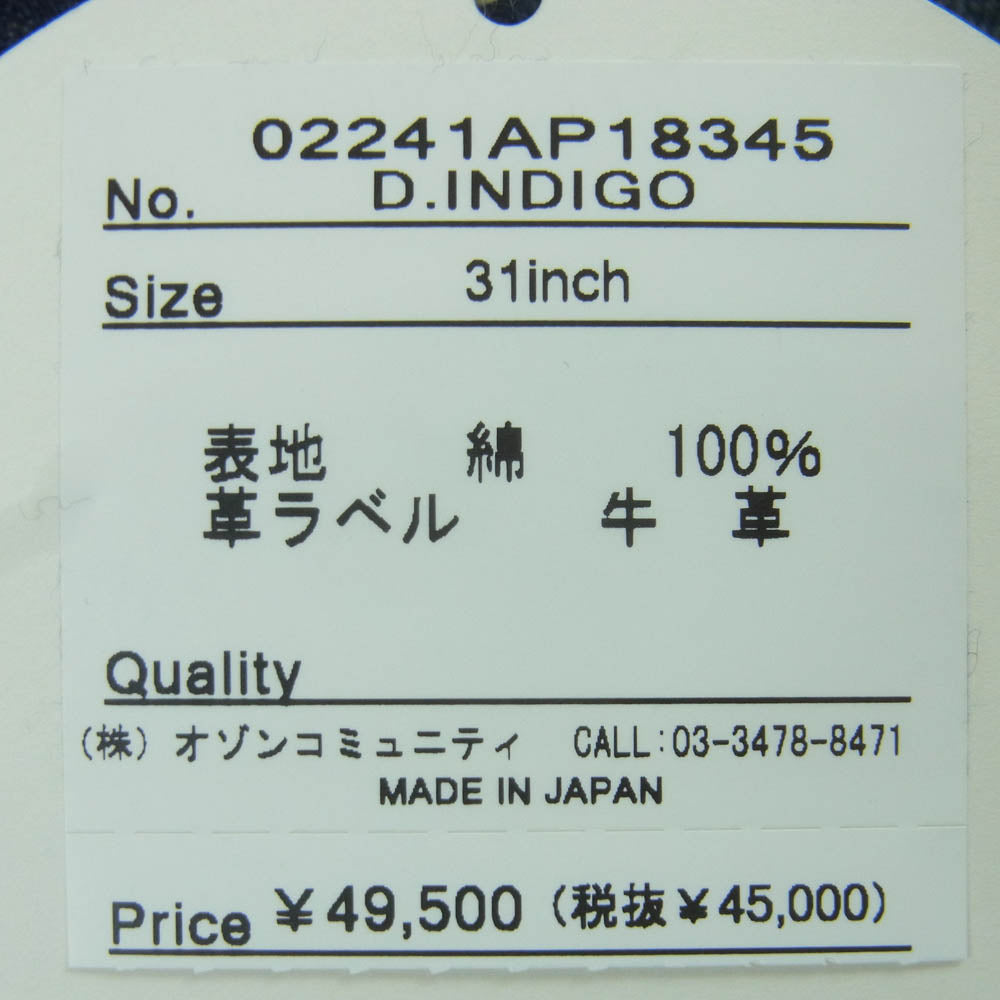 02241AP18345
No. D.INDIGO
Size 31inch
表地 綿 100%
革ラベル 牛 革
Quality
(株) オゾンコミュニティ CALL:03-3478-8471
MADE IN JAPAN
Price ¥49,500 (税抜¥45,000)